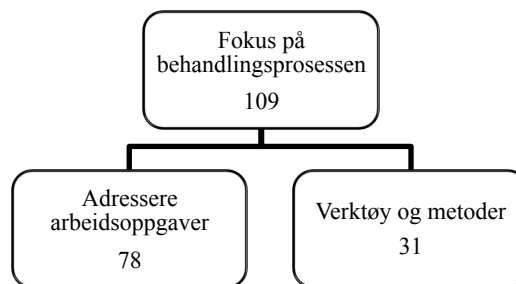 Fokus på
behandlingsprosessen
109
Adressere
arbeidsoppgaver
78
Verktøy og metoder
31